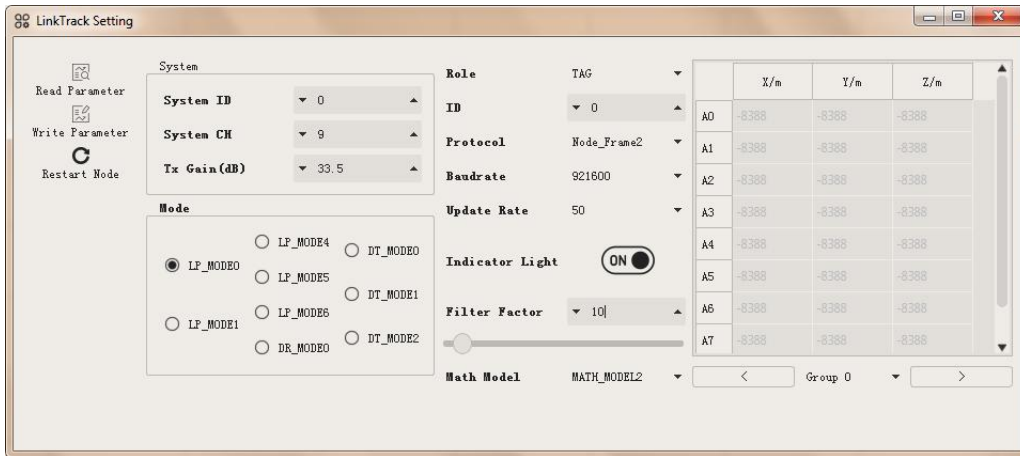 LinkTrack Setting
Read Parameter
Write Parameter
Restart Node
System
System ID 0
System CH 9
Tx Gain(dB) 33.5
Mode
LP_MODE0
LP_MODE1
LP_MODE4
LP_MODE5
LP_MODE6
DR_MODE0
DT_MODE0
DT_MODE1
DT_MODE2
Role TAG
ID 0
Protocol Node_Frame2
Baudrate 921600
Update Rate 50
Indicator Light ON
Filter Factor 10
Math Model MATH_MODEL2
X/m Y/m Z/m
A0 -8388 -8388 -8388
A1 -8388 -8388 -8388
A2 -8388 -8388 -8388
A3 -8388 -8388 -8388
A4 -8388 -8388 -8388
A5 -8388 -8388 -8388
A6 -8388 -8388 -8388
A7 -8388 -8388 -8388
< Group 0 >